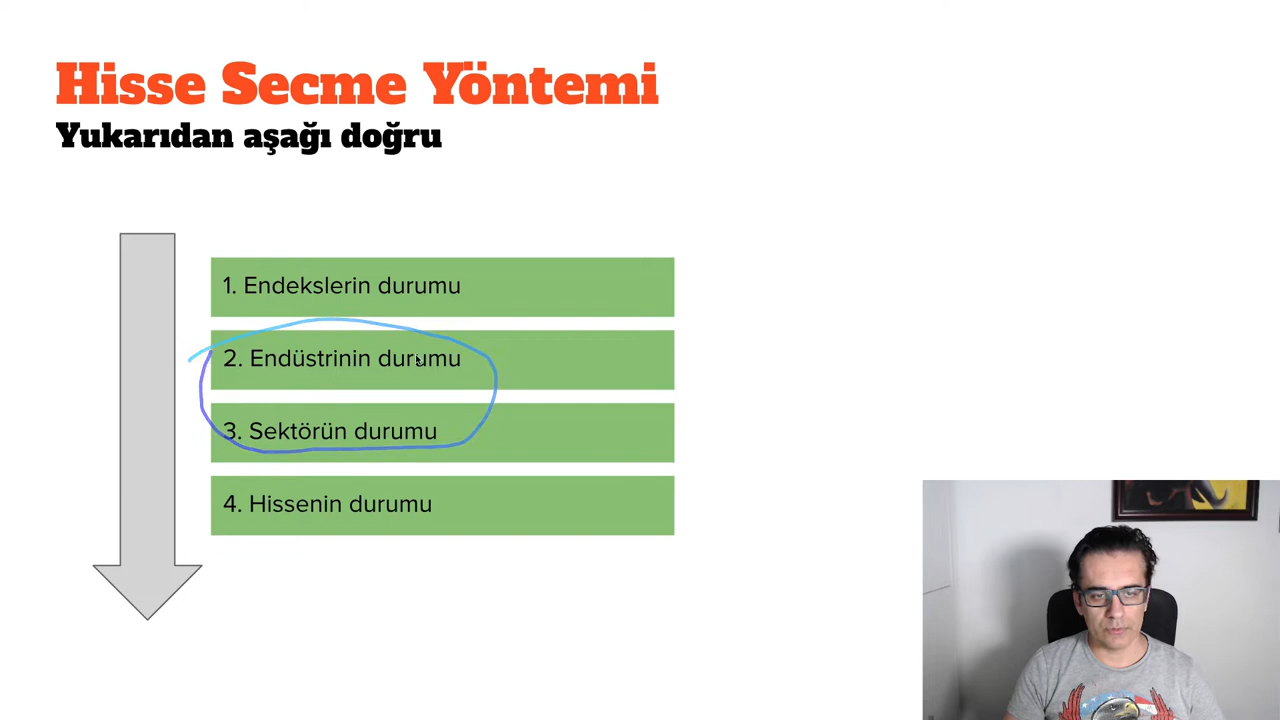 Hisse Secme Yöntemi
Yukarıdan aşağı doğru
1. Endekslerin durumu
2. Endüstrinin durumu
3. Sektörün durumu
4. Hissenin durumu